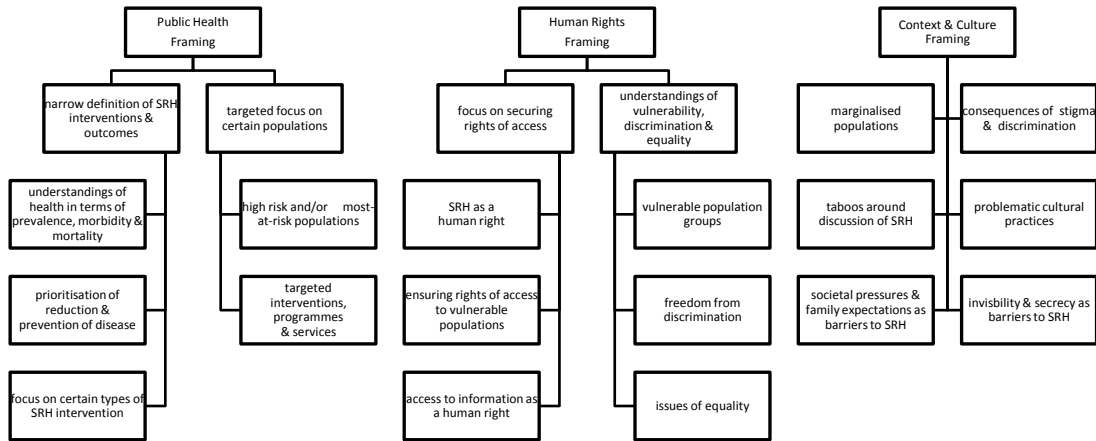 Public Health
Framing
narrow definition of SRH
interventions &
outcomes
targeted focus on
certain populations
understandings of
health in terms of
prevalence, morbidity &
mortality
high risk and/or most-
at-risk populations
prioritisation of
reduction &
prevention of disease
targeted
interventions,
programmes
& services
focus on certain types of
SRH intervention
Human Rights
Framing
focus on securing
rights of access
understandings of
vulnerability,
discrimination &
equality
SRH as a
human right
vulnerable population
groups
ensuring rights of access
to vulnerable
populations
freedom from
discrimination
access to information as
a human right
issues of equality
Context & Culture
Framing
marginalised
populations
consequences of stigma
& discrimination
taboos around
discussion of SRH
problematic cultural
practices
societal pressures &
family expectations as
barriers to SRH
invisbility & secrecy as
barriers to SRH